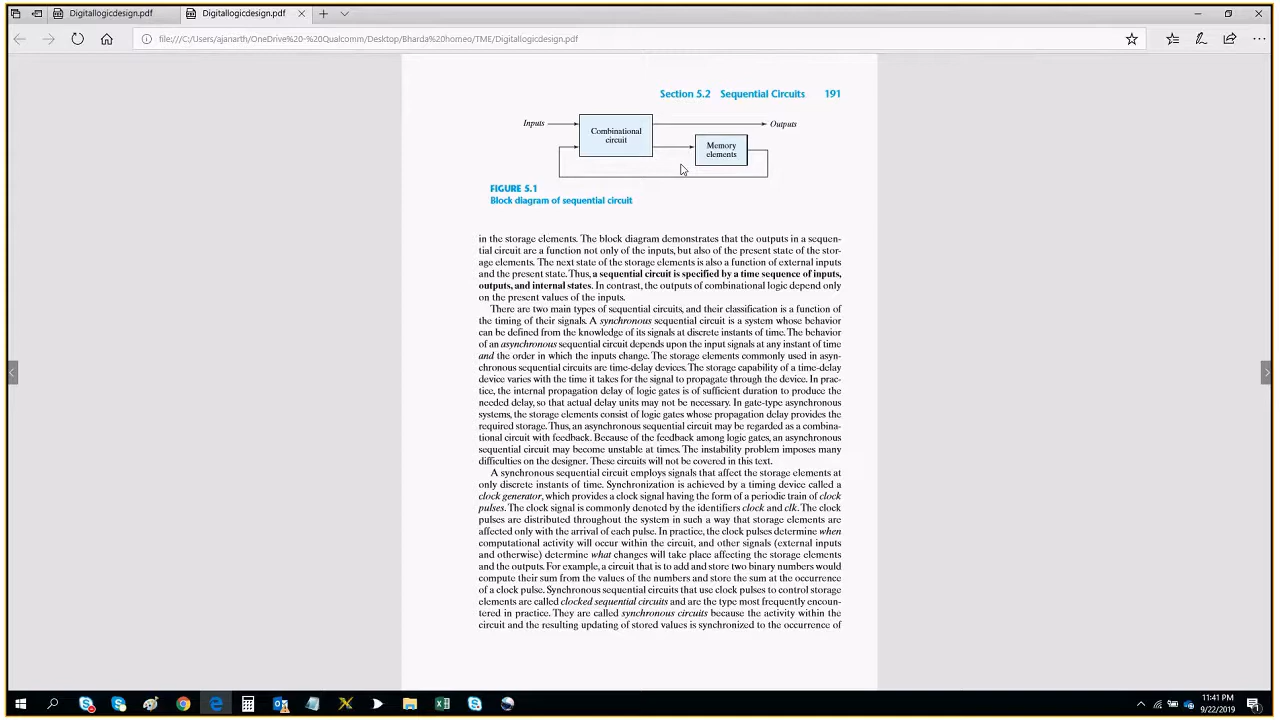 Digitallogicdesign.pdf
Digitallogicdesign.pdf
file:///C:/Users/ajanarth/OneDrive%20-%20Qualcomm/Desktop/Bharda%20homeo/TME/Digitallogicdesign.pdf
Section 5.2 Sequential Circuits 191
Inputs
Combinational
circuit
Outputs
Memory
elements
FIGURE 5.1
Block diagram of sequential circuit
in the storage elements. The block diagram demonstrates that the outputs in a sequen-
tial circuit are a function not only of the inputs, but also of the present state of the stor-
age elements. The next state of the storage elements is also a function of external inputs
and the present state. Thus, a sequential circuit is specified by a time sequence of inputs,
outputs, and internal states. In contrast, the outputs of combinational logic depend only
on the present values of the inputs.
There are two main types of sequential circuits, and their classification is a function of
the timing of their signals. A synchronous sequential circuit is a system whose behavior
can be defined from the knowledge of its signals at discrete instants of time. The behavior
of an asynchronous sequential circuit depends upon the input signals at any instant of time
and the order in which the inputs change. The storage elements commonly used in asyn-
chronous sequential circuits are time-delay devices. The storage capability of a time-delay
device varies with the time it takes for the signal to propagate through the device. In prac-
tice, the internal propagation delay of logic gates is of sufficient duration to produce the
needed delay, so that actual delay units may not be necessary. In gate-type asynchronous
systems, the storage elements consist of logic gates whose propagation delay provides the
required storage. Thus, an asynchronous sequential circuit may be regarded as a combina-
tional circuit with feedback. Because of the feedback among logic gates, an asynchronous
sequential circuit may become unstable at times. The instability problem imposes many
difficulties on the designer. These circuits will not be covered in this text.
A synchronous sequential circuit employs signals that affect the storage elements at
only discrete instants of time. Synchronization is achieved by a timing device called a
clock generator, which provides a clock signal having the form of a periodic train of clock
pulses. The clock signal is commonly denoted by the identifiers clock and clk. The clock
pulses are distributed throughout the system in such a way that storage elements are
affected only with the arrival of each pulse. In practice, the clock pulses determine when
computational activity will occur within the circuit, and other signals (external inputs
and otherwise) determine what changes will take place affecting the storage elements
and the outputs. For example, a circuit that is to add and store two binary numbers would
compute their sum from the values of the numbers and store the sum at the occurrence
of a clock pulse. Synchronous sequential circuits that use clock pulses to control storage
elements are called clocked sequential circuits and are the type most frequently encoun-
tered in practice. They are called synchronous circuits because the activity within the
circuit and the resulting updating of stored values is synchronized to the occurrence of
11:41 PM
9/22/2019